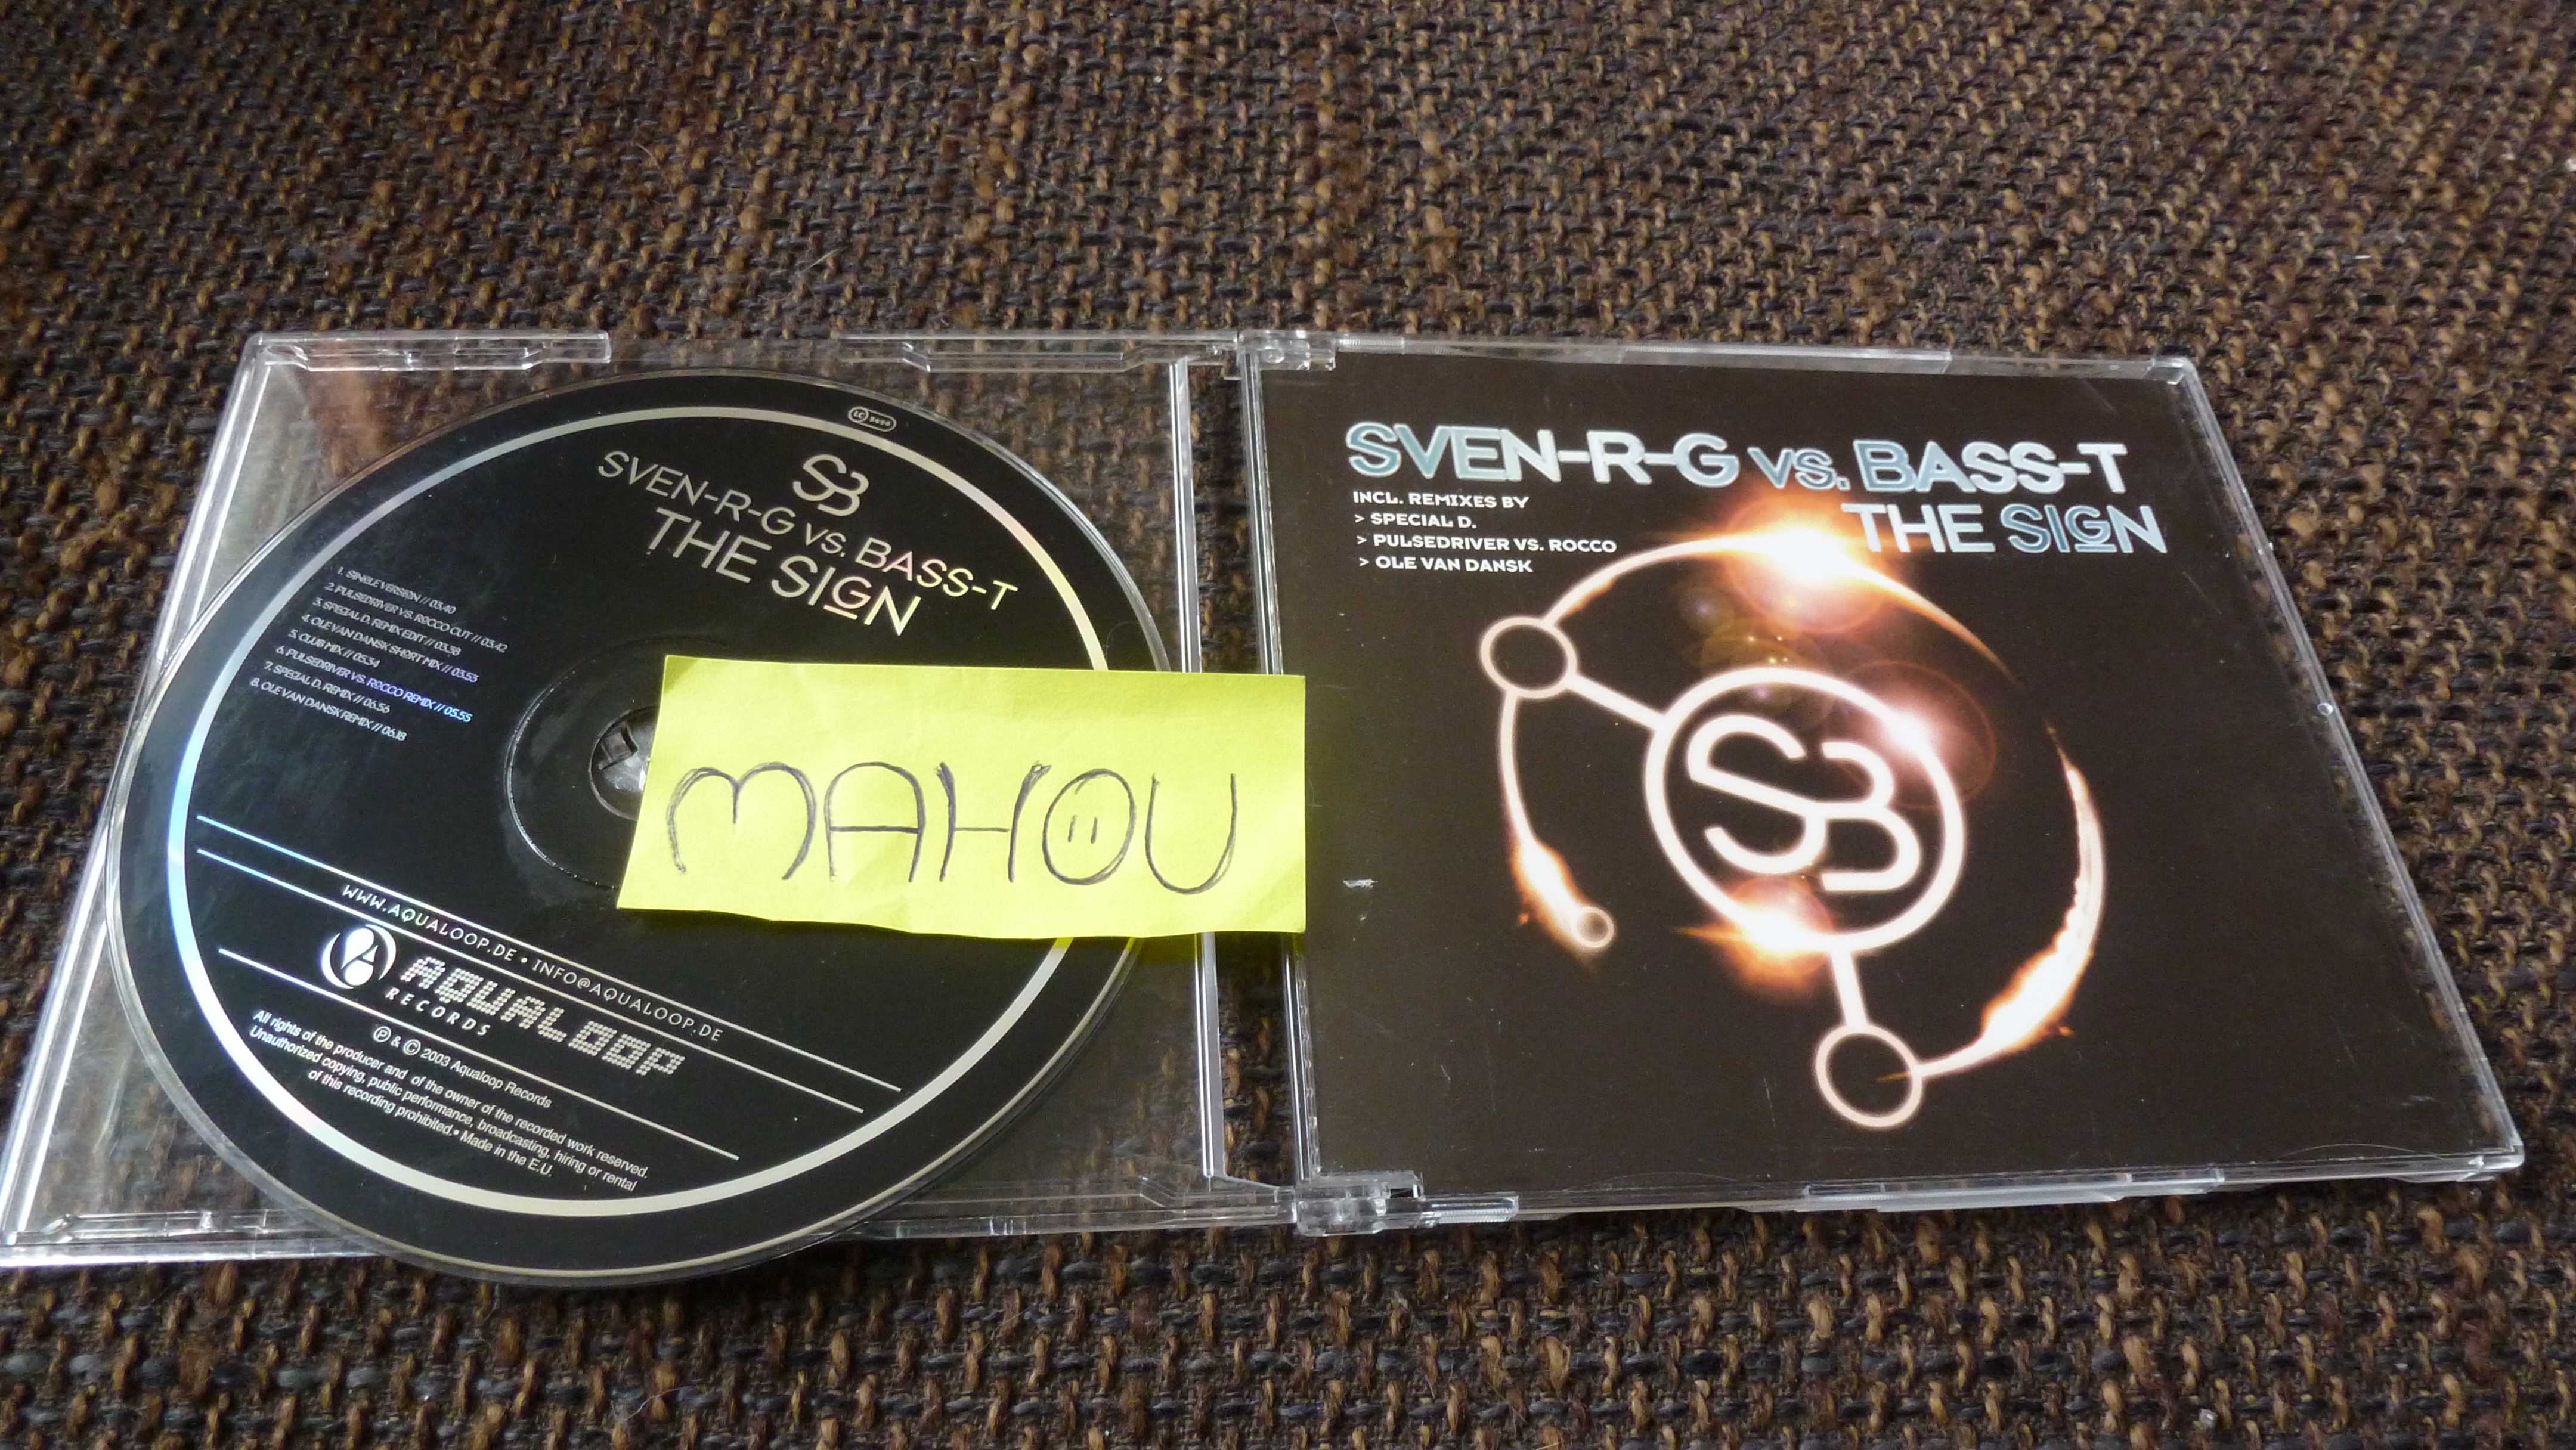 LC 9494
SB
SVEN-R-G VS. BASS-T
THE SIGN
1. SINGLE VERSION // 03.40
2. PULSEDRIVER VS. ROCCO CUT // 03.42
3. SPECIAL D. REMIX EDIT // 03.38
4. OLE VAN DANSK SHORT MIX // 03.53
5. CLUB MIX // 05.34
6. PULSEDRIVER VS. ROCCO REMIX // 05.55
7. SPECIAL D. REMIX // 06.56
8. OLE VAN DANSK REMIX // 06.18
WWW.AQUALOOP.DE • INFO@AQUALOOP.DE
A AQUALOOP
RECORDS
Ⓟ & © 2003 Aqualoop Records
All rights of the producer and of the owner of the recorded work reserved.
Unauthorized copying, public performance, broadcasting, hiring or rental
of this recording prohibited.• Made in the E.U.
MAHOU
SVEN-R-G VS. BASS-T
THE SIGN
INCL. REMIXES BY
> SPECIAL D.
> PULSEDRIVER VS. ROCCO
> OLE VAN DANSK
SB